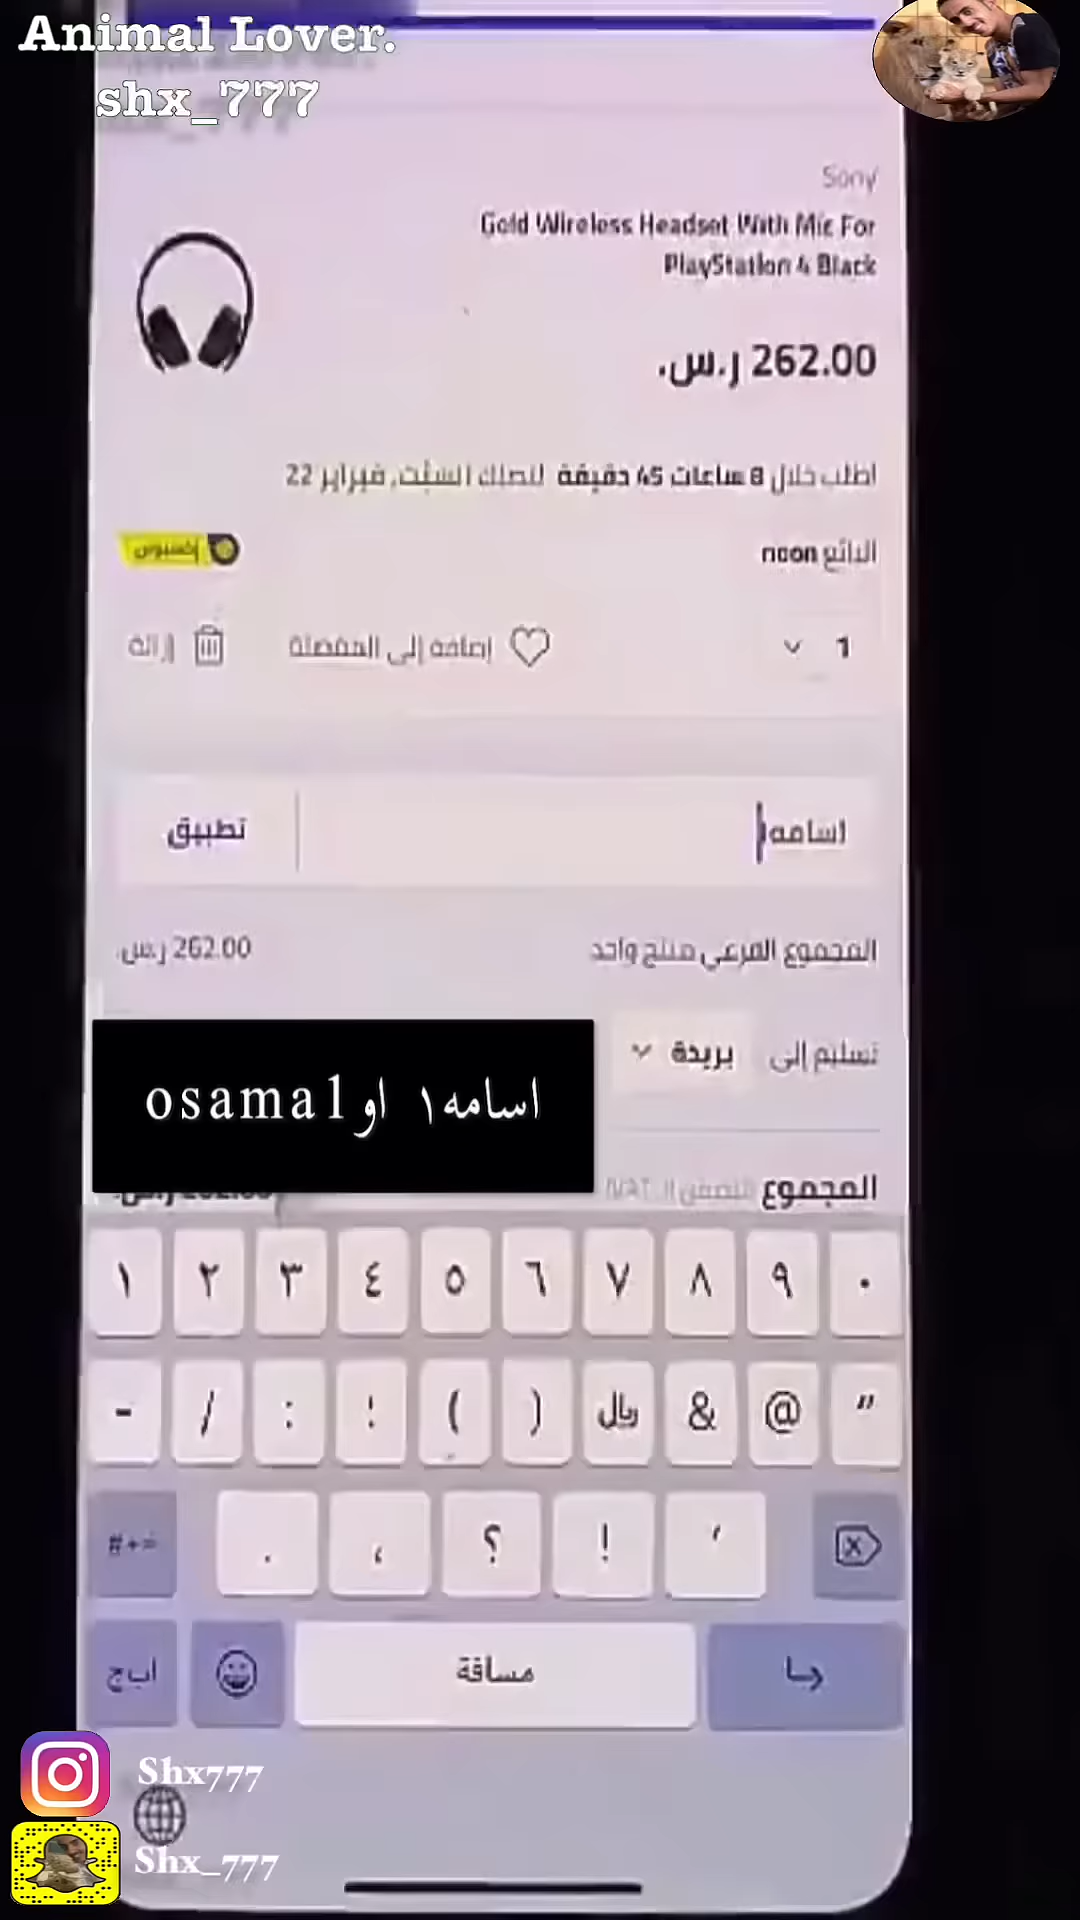 Animal Lover.
shx_777
Sony
Gold Wireless Headset With Mic For
PlayStation 4 Black
262.00 ر.س.
اطلب خلال 8 ساعات 45 دقيقة لتصلك السبت, فبراير 22
البائع noon
إكسبريس
1
إضافة إلى المفضلة
إزالة
اسامه
تطبيق
المجموع الفرعي منتج واحد
262.00 ر.س.
تسليم إلى بريدة
اسامه١ او osama1
المجموع
١ ٢ ٣ ٤ ٥ ٦ ٧ ٨ ٩ ٠
- / : ! ( ) ريال & @ "
#+= . ، ؟ ! ٬
أب ج
مسافة
Shx777
Shx_777